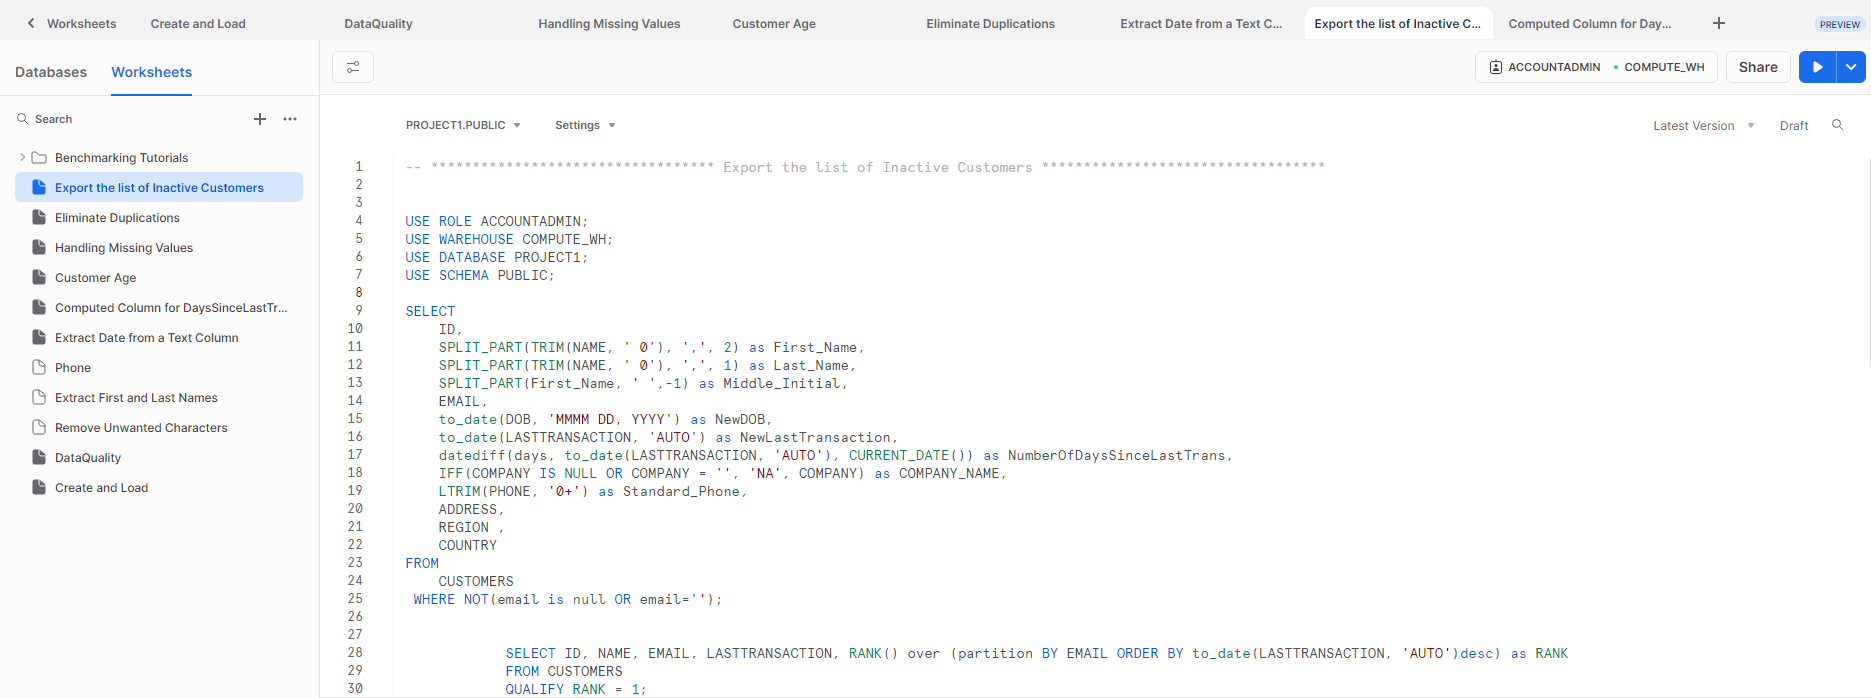 Worksheets Create and Load DataQuality Handling Missing Values Customer Age Eliminate Duplications Extract Date from a Text C... Export the list of Inactive C... Computed Column for Day... + PREVIEW
Databases Worksheets
ACCOUNTADMIN • COMPUTE_WH Share
Search
Benchmarking Tutorials
Export the list of Inactive Customers
Eliminate Duplications
Handling Missing Values
Customer Age
Computed Column for DaysSinceLastTr...
Extract Date from a Text Column
Phone
Extract First and Last Names
Remove Unwanted Characters
DataQuality
Create and Load
PROJECT1.PUBLIC Settings Latest Version Draft
1 -- ********************************** Export the list of Inactive Customers **********************************
2
3
4 USE ROLE ACCOUNTADMIN;
5 USE WAREHOUSE COMPUTE_WH;
6 USE DATABASE PROJECT1;
7 USE SCHEMA PUBLIC;
8
9 SELECT
10 ID,
11 SPLIT_PART(TRIM(NAME, ' 0'), ',', 2) as First_Name,
12 SPLIT_PART(TRIM(NAME, ' 0'), ',', 1) as Last_Name,
13 SPLIT_PART(First_Name, ' ',-1) as Middle_Initial,
14 EMAIL,
15 to_date(DOB, 'MMMM DD, YYYY') as NewDOB,
16 to_date(LASTTRANSACTION, 'AUTO') as NewLastTransaction,
17 datediff(days, to_date(LASTTRANSACTION, 'AUTO'), CURRENT_DATE()) as NumberOfDaysSinceLastTrans,
18 IFF(COMPANY IS NULL OR COMPANY = '', 'NA', COMPANY) as COMPANY_NAME,
19 LTRIM(PHONE, '0+') as Standard_Phone,
20 ADDRESS,
21 REGION ,
22 COUNTRY
23 FROM
24 CUSTOMERS
25 WHERE NOT(email is null OR email='');
26
27
28 SELECT ID, NAME, EMAIL, LASTTRANSACTION, RANK() over (partition BY EMAIL ORDER BY to_date(LASTTRANSACTION, 'AUTO')desc) as RANK
29 FROM CUSTOMERS
30 QUALIFY RANK = 1;